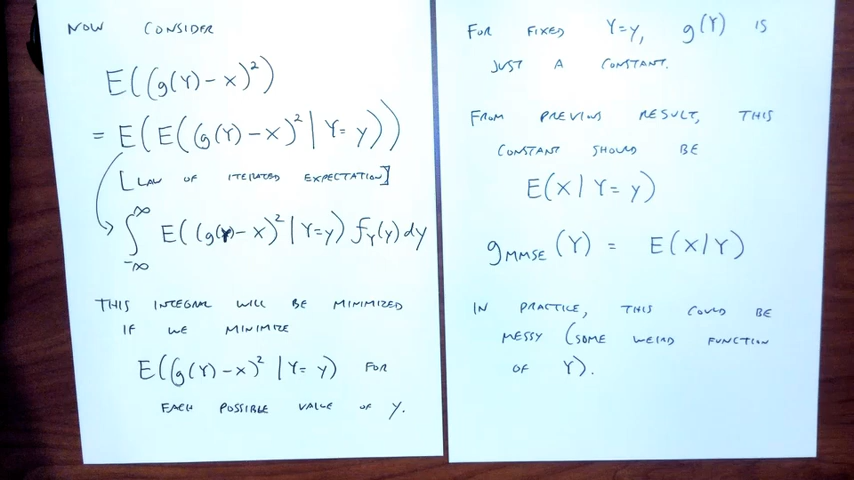 NOW CONSIDER
E((g(Y)-X)²)
= E(E((g(Y)-X)²|Y=y))
[LAW OF ITERATED EXPECTATION]
∫_{-∞}^{∞} E((g(Y)-X)²|Y=y) f_Y(y) dy
THIS INTEGRAL WILL BE MINIMIZED
IF WE MINIMIZE
E((g(Y)-X)²|Y=y) FOR
EACH POSSIBLE VALUE OF y.
FOR FIXED Y=y, g(Y) IS
JUST A CONSTANT.
FROM PREVIOUS RESULT, THIS
CONSTANT SHOULD BE
E(X|Y=y)
g_MMSE(Y) = E(X|Y)
IN PRACTICE, THIS COULD BE
MESSY (SOME WEIRD FUNCTION
OF Y).